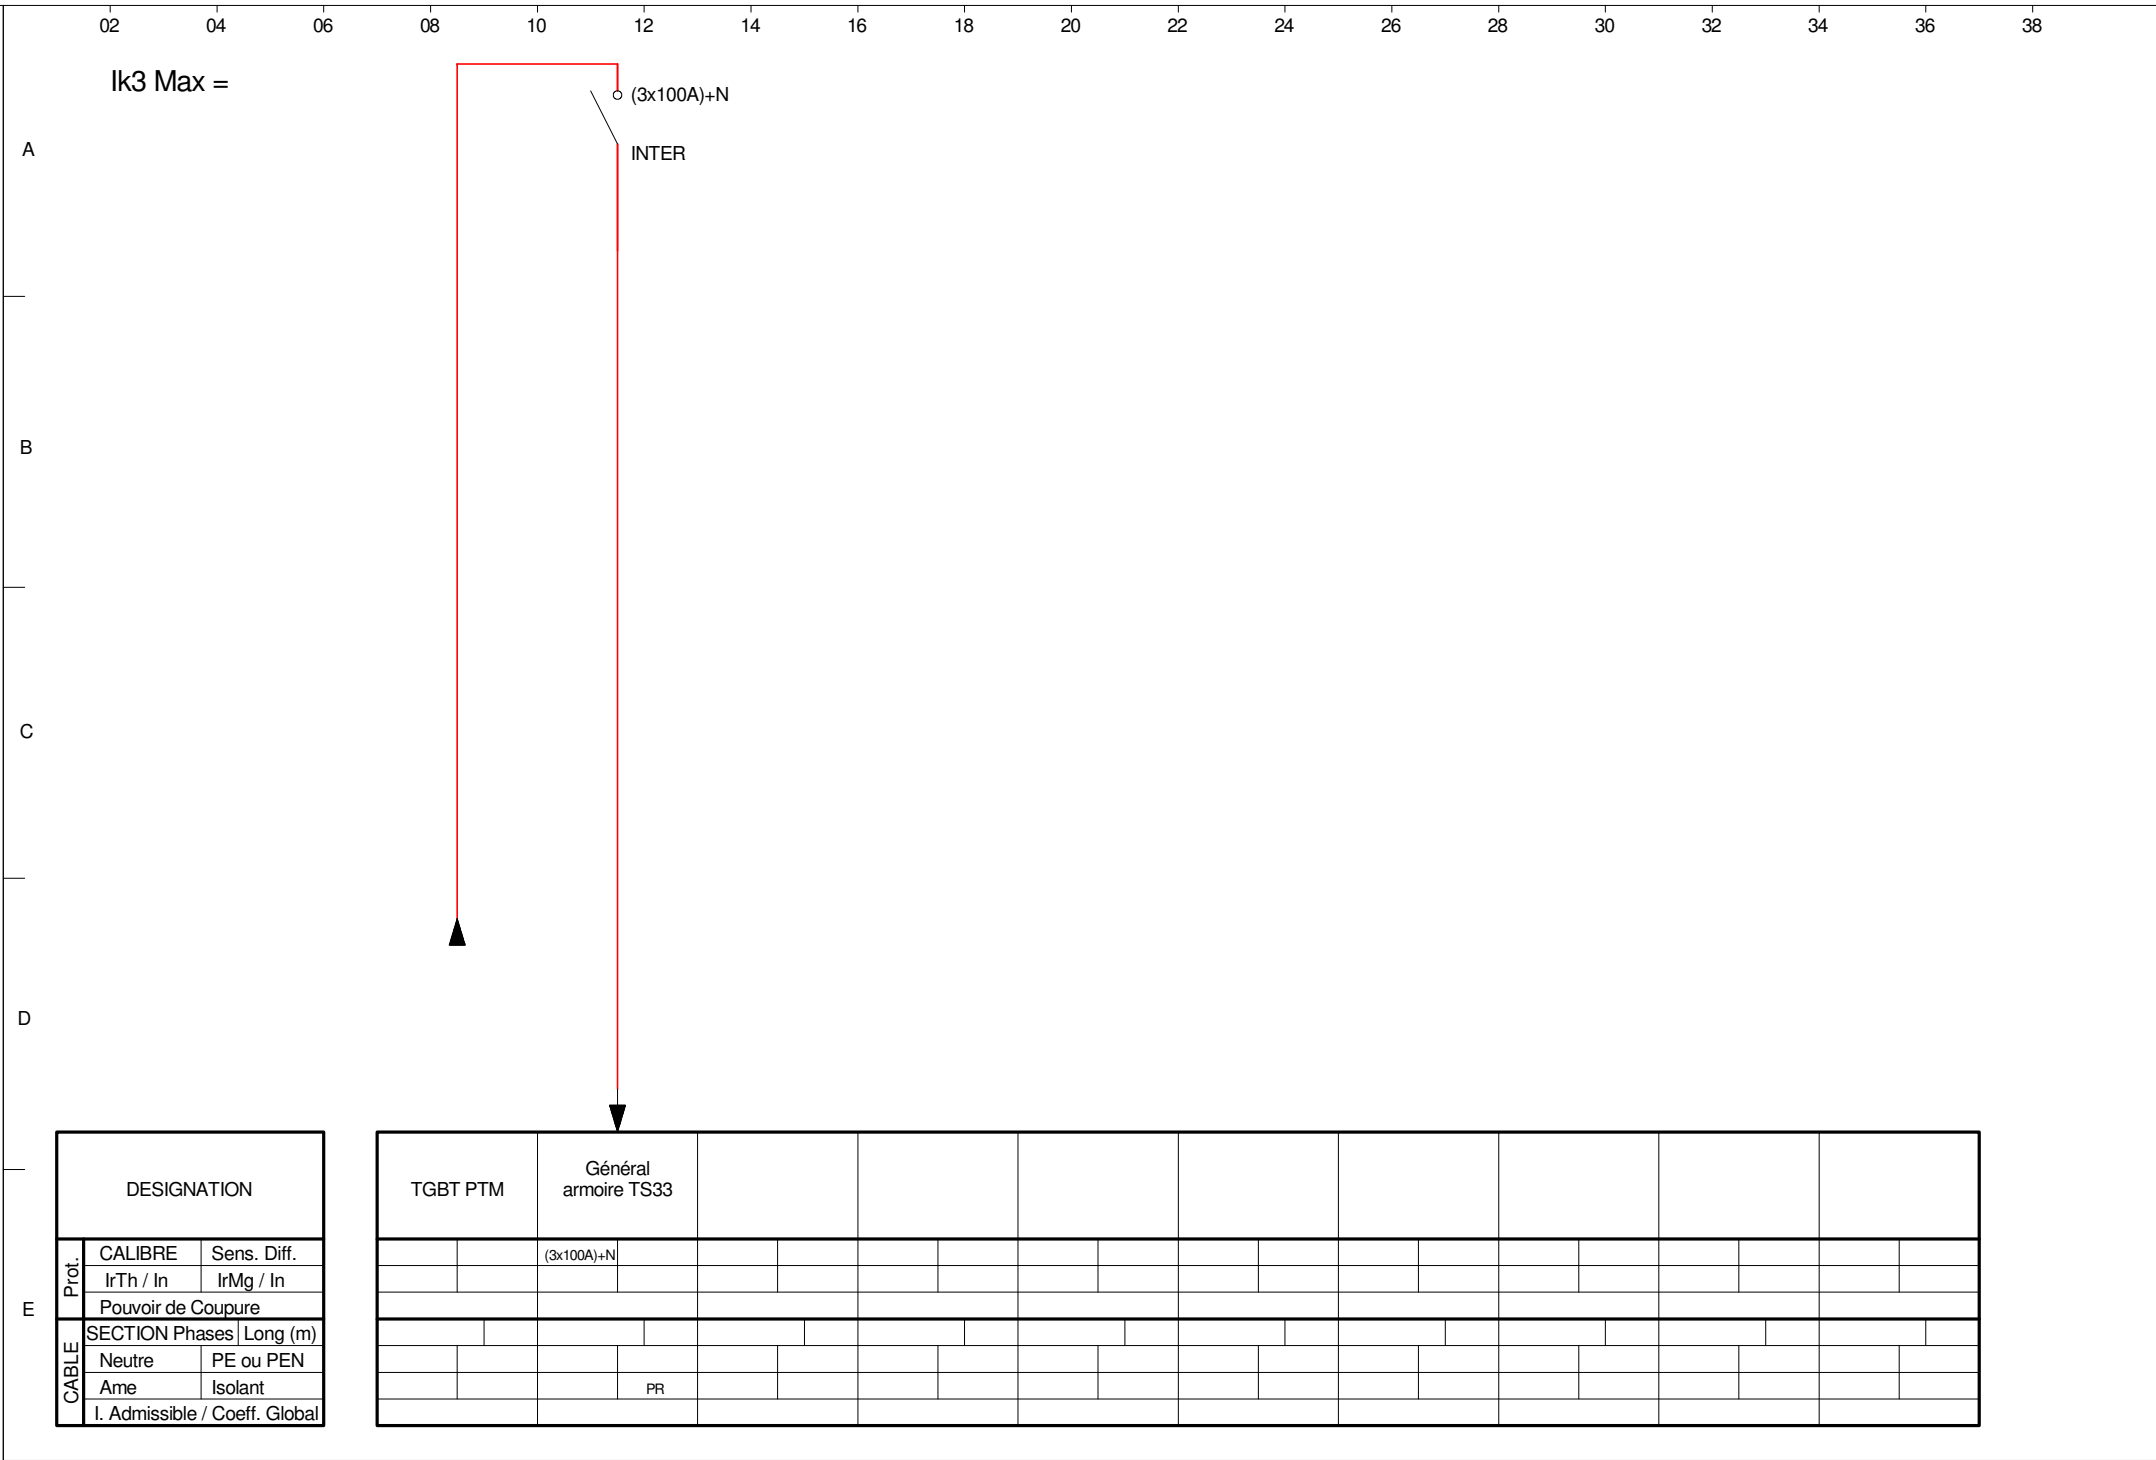 02 04 06 08 10 12 14 16 18 20 22 24 26 28 30 32 34 36 38
Ik3 Max =
(3x100A)+N
A
INTER
B
C
D
DESIGNATION
TGBT PTM
Général
armoire TS33
Prot.
CALIBRE Sens. Diff.
(3x100A)+N
IrTh / In IrMg / In
E
Pouvoir de Coupure
CABLE
SECTION Phases Long (m)
Neutre PE ou PEN
Ame Isolant
PR
I. Admissible / Coeff. Global